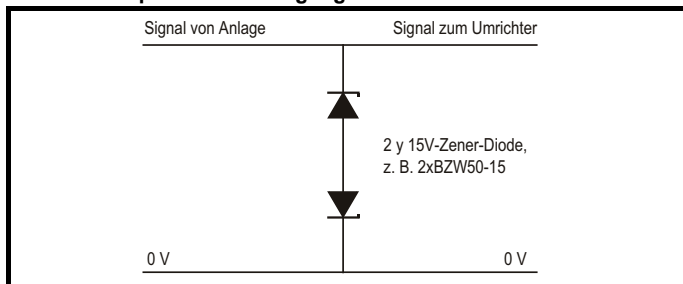 Signal von Anlage Signal zum Umrichter
2 y 15V-Zener-Diode,
z. B. 2xBZW50-15
0 V 0 V